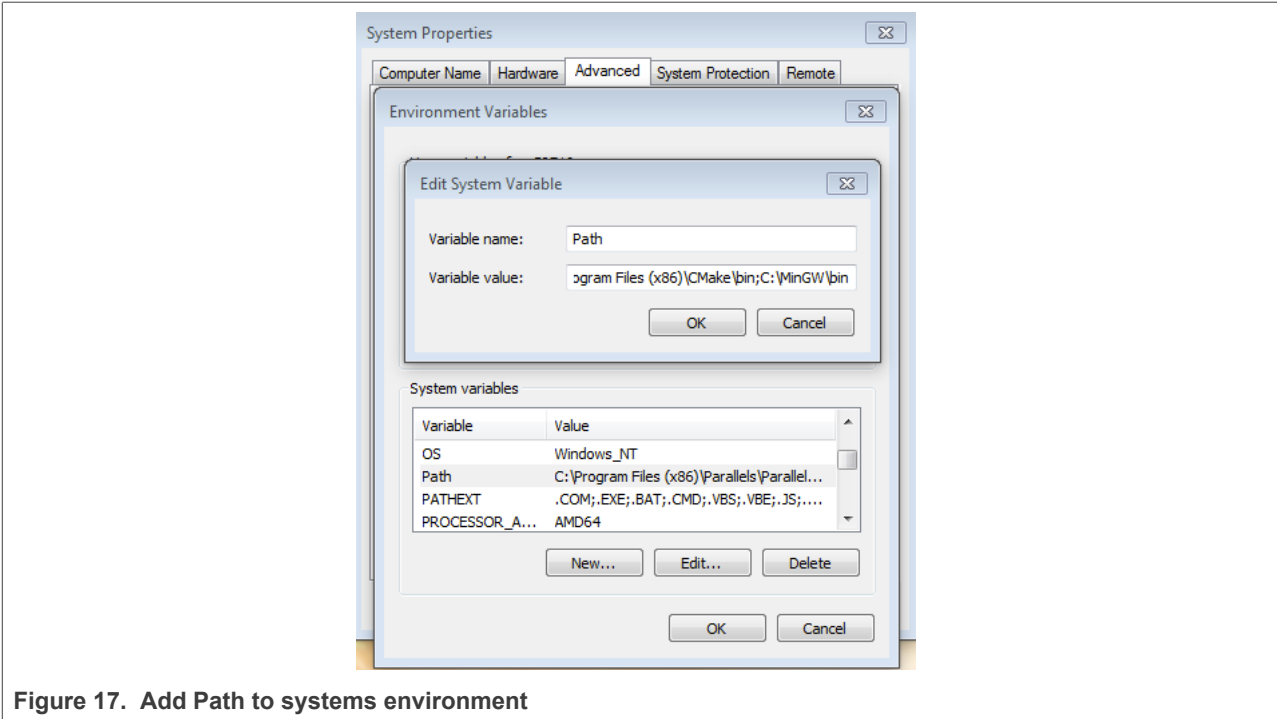 System Properties
Computer Name Hardware Advanced System Protection Remote
Environment Variables
Edit System Variable
Variable name: Path
Variable value: ogram Files (x86)\CMake\bin;C:\MinGW\bin
OK Cancel
System variables
Variable Value
OS Windows_NT
Path C:\Program Files (x86)\Parallels\Parallel...
PATHEXT .COM;.EXE;.BAT;.CMD;.VBS;.VBE;.JS;....
PROCESSOR_A... AMD64
New... Edit... Delete
OK Cancel
Figure 17. Add Path to systems environment